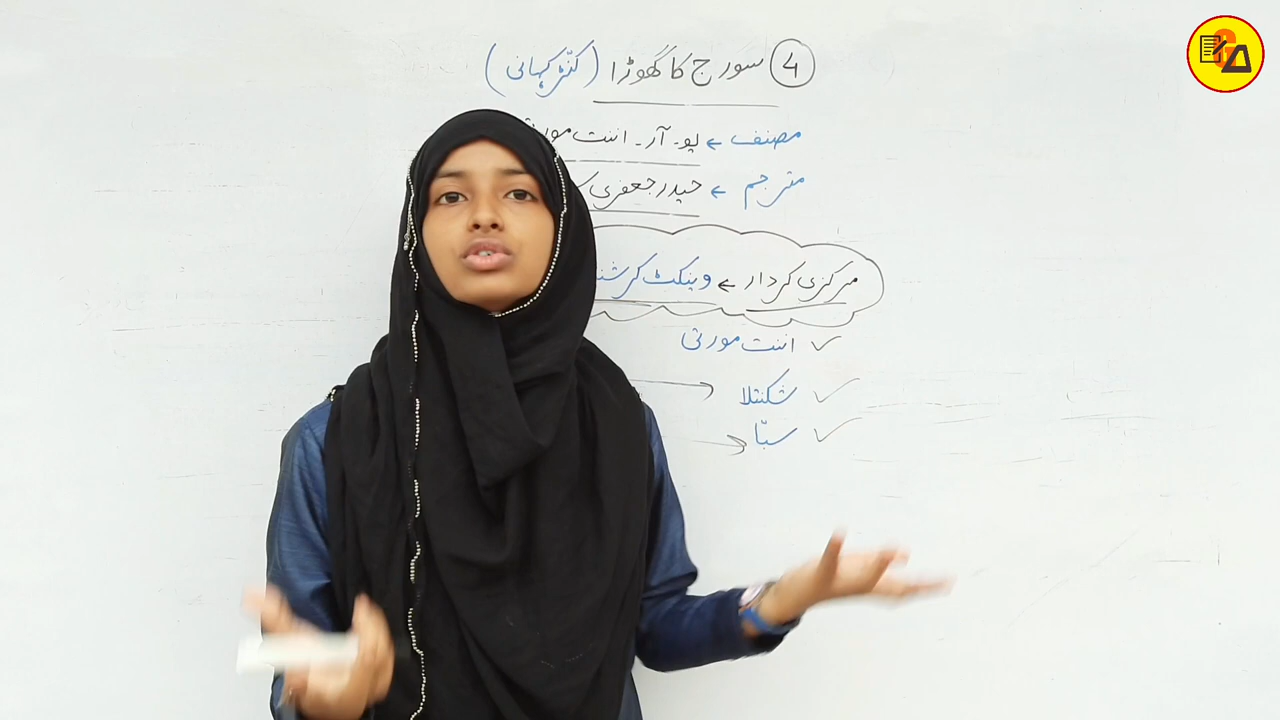 ④ سورج کا گھوڑا (کنّڑ کہانی)
مصنف ← یو۔ آر۔ اننت
مترجم ← حیدر جعفری
مرکزی کردار ← وینکٹ
✓ اننت مورتی
✓ شکنتلا
✓ سبّا